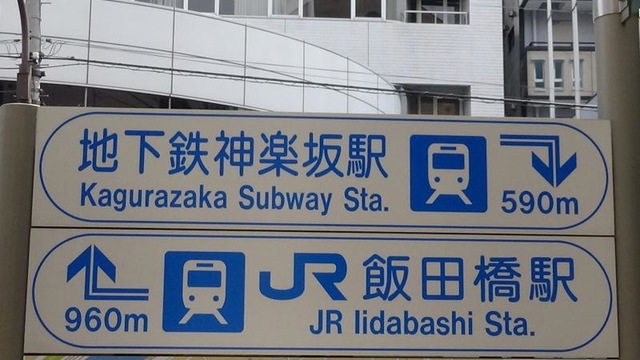 地下鉄神楽坂駅
Kagurazaka Subway Sta.
590m
JR飯田橋駅
960m
JR Iidabashi Sta.